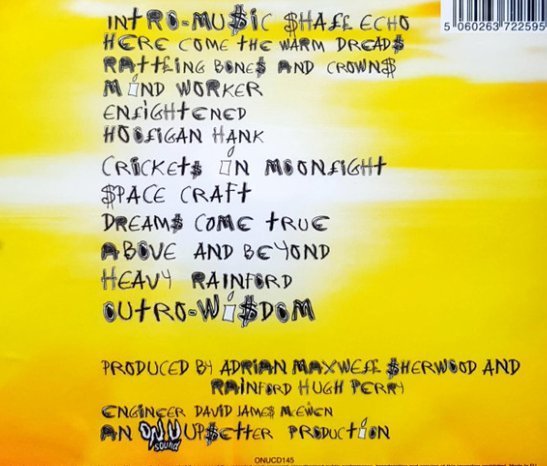 INTRO-MU$IC $HALL ECHO
HERE COME THE WARM DREAD$
RATTLING BONE$ AND CROWN$
MIND WORKER
ENLIGHTENED
HOOLIGAN HANK
CRICKET$ IN MOONLIGHT
$PACE CRAFT
DREAM$ COME TRUE
ABOVE AND BEYOND
HEAVY RAINFORD
OUTRO-WI$DOM
PRODUCED BY ADRIAN MAXWELL $HERWOOD AND
RAINFORD HUGH PERRY
ENGINEER DAVID JAMES MCEWEN
AN ON.U SOUND UP$ETTER PRODUCTION
ONUCD145
5 060263 722595